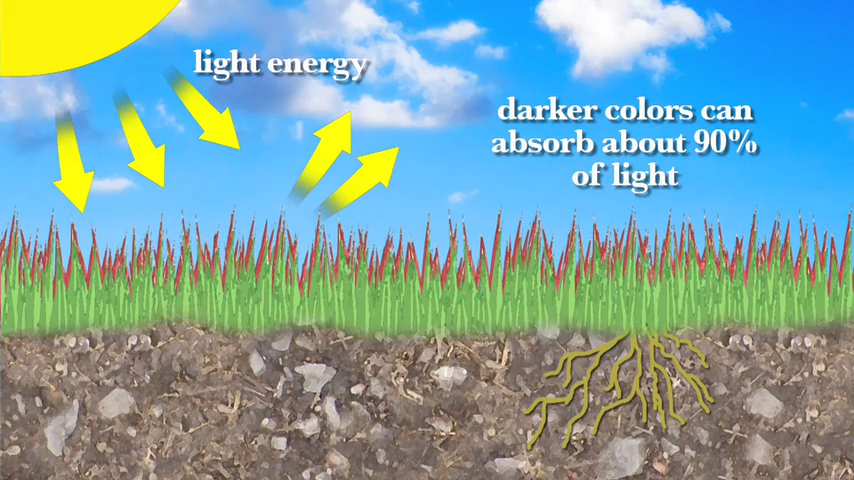 light energy
darker colors can
absorb about 90%
of light